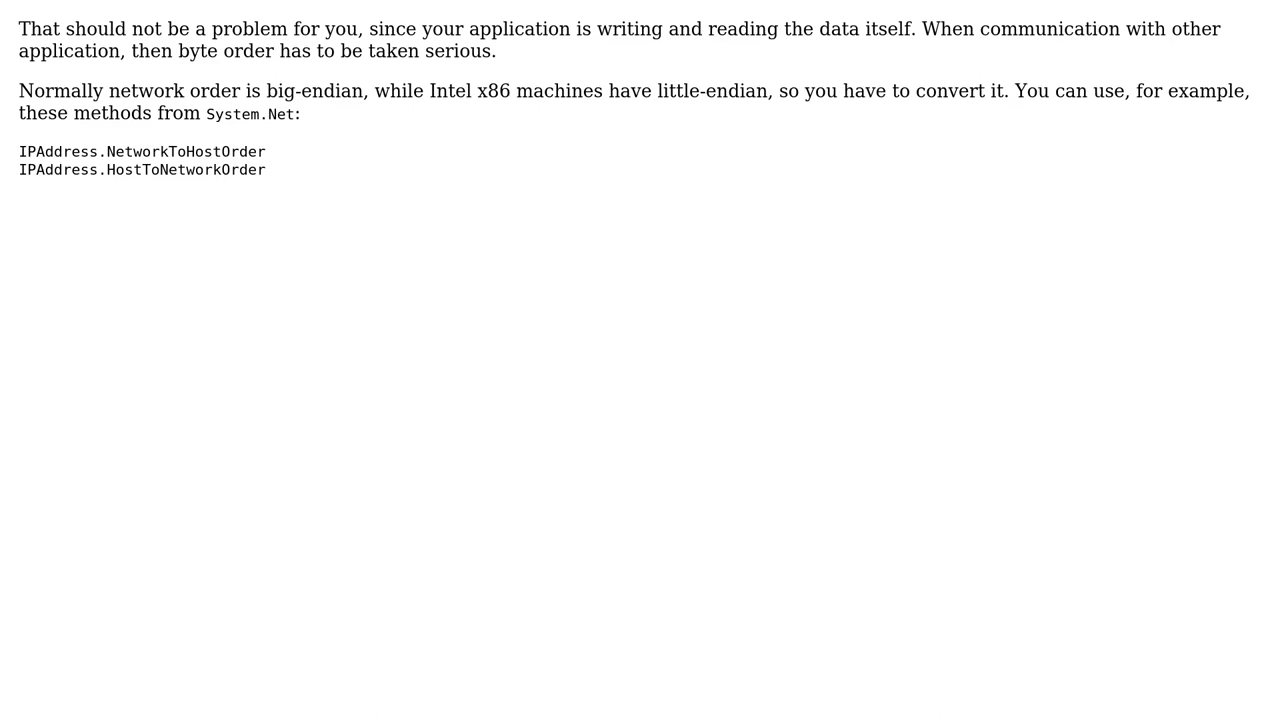 That should not be a problem for you, since your application is writing and reading the data itself. When communication with other
application, then byte order has to be taken serious.
Normally network order is big-endian, while Intel x86 machines have little-endian, so you have to convert it. You can use, for example,
these methods from System.Net:
IPAddress.NetworkToHostOrder
IPAddress.HostToNetworkOrder